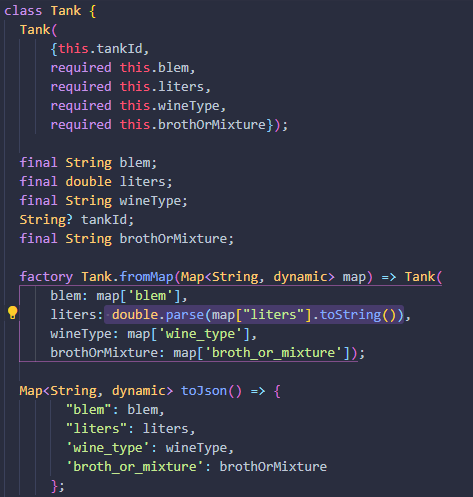 class Tank {
  Tank(
      {this.tankId,
      required this.blem,
      required this.liters,
      required this.wineType,
      required this.brothOrMixture});

  final String blem;
  final double liters;
  final String wineType;
  String? tankId;
  final String brothOrMixture;

  factory Tank.fromMap(Map<String, dynamic> map) => Tank(
      blem: map['blem'],
      liters: double.parse(map["liters"].toString()),
      wineType: map['wine_type'],
      brothOrMixture: map['broth_or_mixture']);

  Map<String, dynamic> toJson() => {
        "blem": blem,
        "liters": liters,
        'wine_type': wineType,
        'broth_or_mixture': brothOrMixture
      };